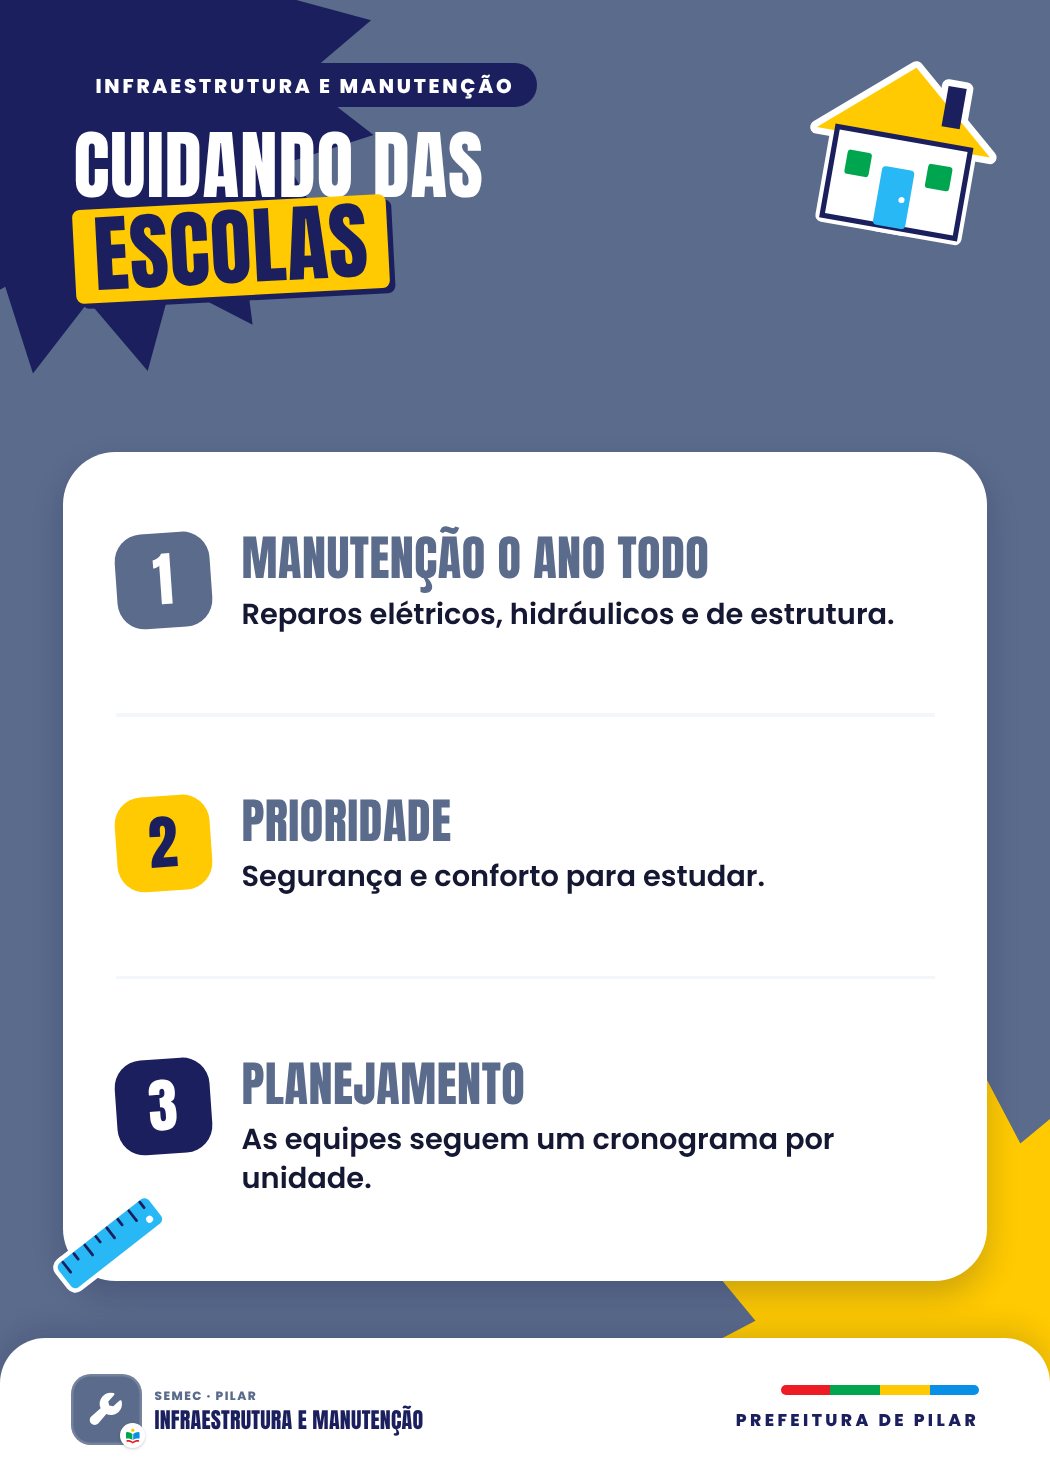 INFRAESTRUTURA E MANUTENÇÃO
CUIDANDO DAS
ESCOLAS
1
MANUTENÇÃO O ANO TODO
Reparos elétricos, hidráulicos e de estrutura.
2
PRIORIDADE
Segurança e conforto para estudar.
3
PLANEJAMENTO
As equipes seguem um cronograma por
unidade.
SEMEC · PILAR
INFRAESTRUTURA E MANUTENÇÃO
PREFEITURA DE PILAR